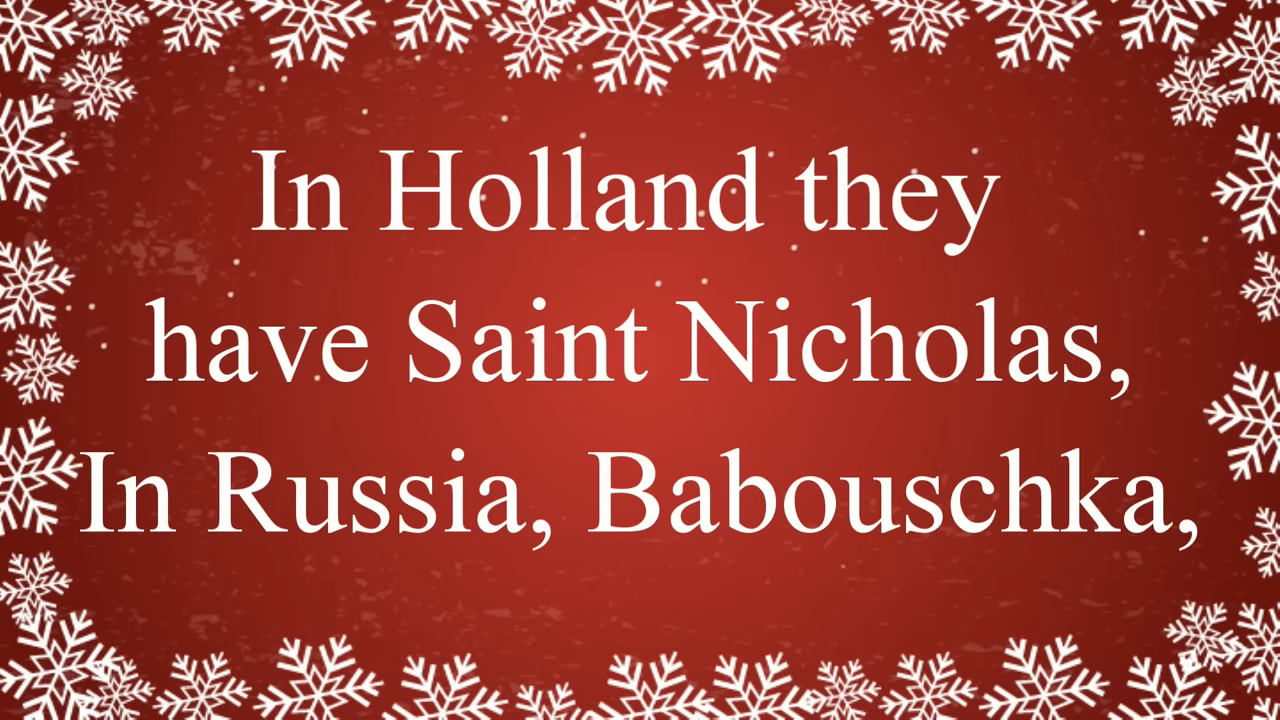 In Holland they
have Saint Nicholas,
In Russia, Babouschka,